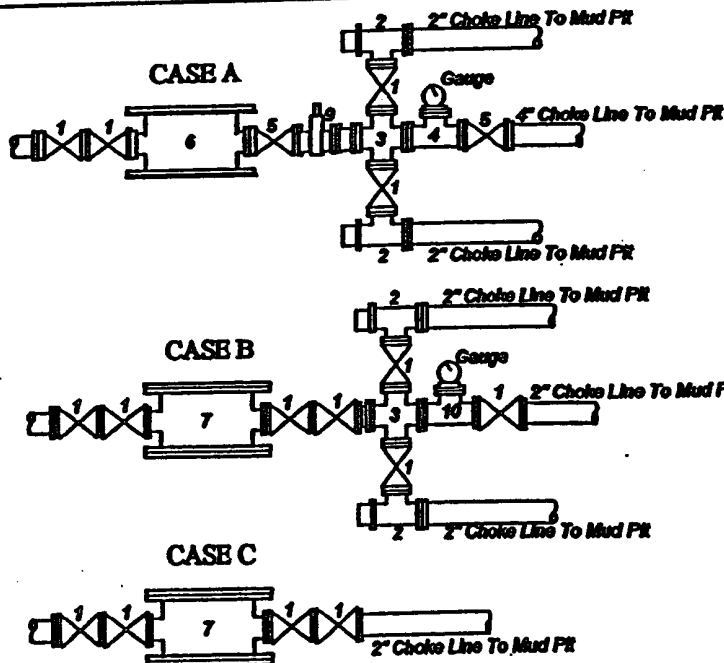 2 2" Choke Line To Mud Pit
CASE A
1 Gauge
1 1 6 5 9 3 4 5 4" Choke Line To Mud Pit
1
2 2" Choke Line To Mud Pit
2 2" Choke Line To Mud Pit
CASE B
1 Gauge
1 1 7 1 1 3 10 1 2" Choke Line To Mud P
1
2 2" Choke Line To Mud Pit
CASE C
1 1 7 1 1
2" Choke Line To Mud Pit